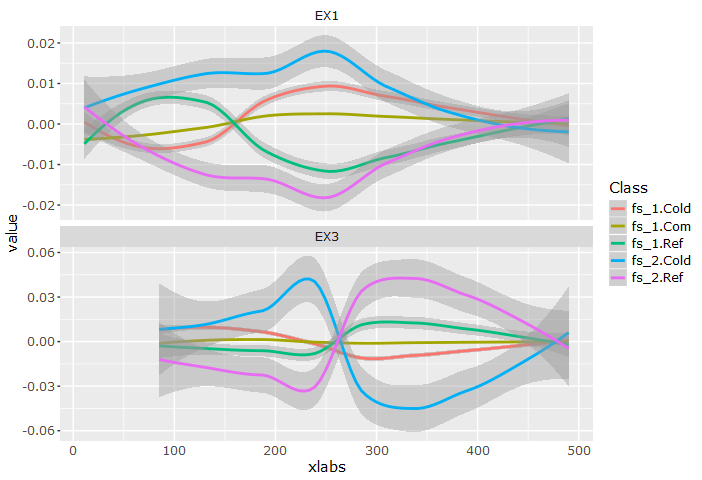 EX1
0.02
0.01
0.00
-0.01
-0.02
value
EX3
0.06
0.03
0.00
-0.03
-0.06
0
100
200
300
400
500
xlabs
Class
fs_1.Cold
fs_1.Com
fs_1.Ref
fs_2.Cold
fs_2.Ref